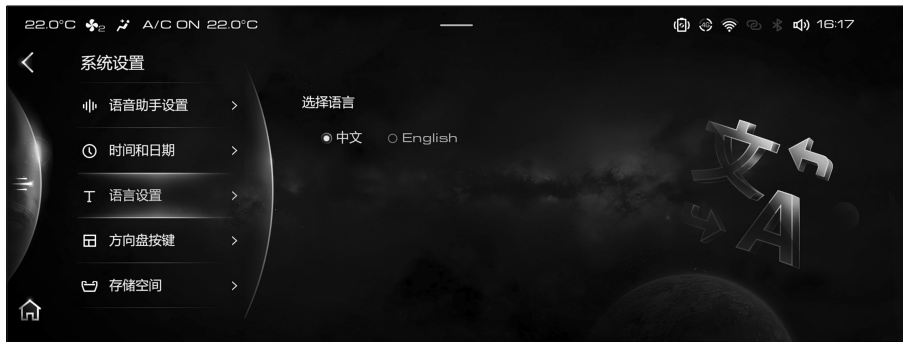 22.0°C 2 A/C ON 22.0°C 4G 16:17
系统设置
语音助手设置
时间和日期
语言设置
方向盘按键
存储空间
选择语言
中文 English
文
A